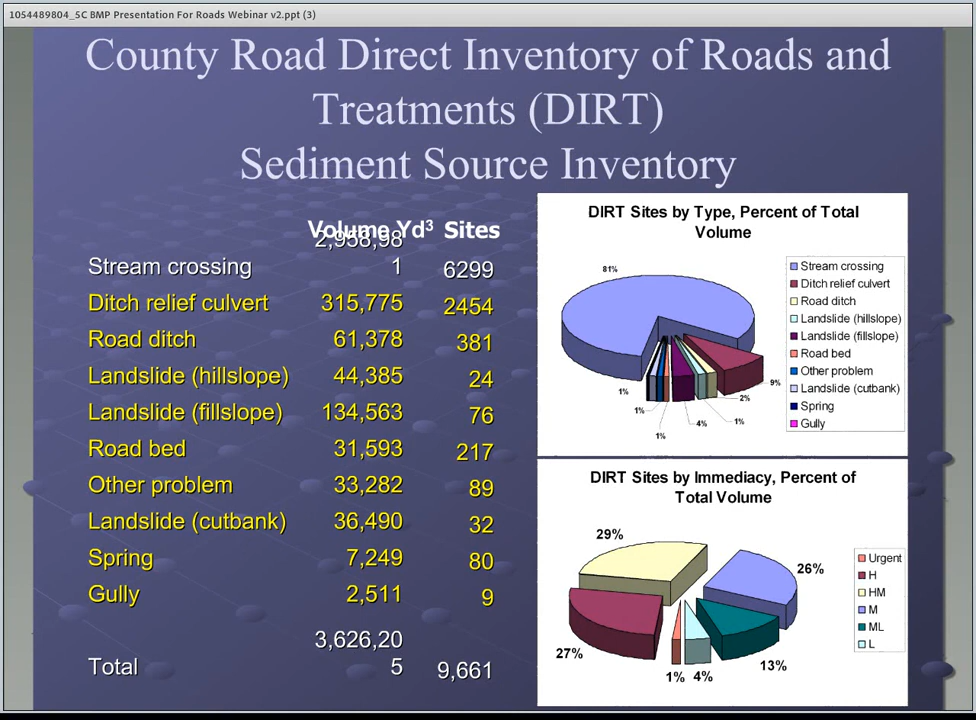 1054489804_5C BMP Presentation For Roads Webinar v2.ppt (3)
County Road Direct Inventory of Roads and
Treatments (DIRT)
Sediment Source Inventory
Volume Yd³ Sites
2,958,98
Stream crossing 1 6299
Ditch relief culvert 315,775 2454
Road ditch 61,378 381
Landslide (hillslope) 44,385 24
Landslide (fillslope) 134,563 76
Road bed 31,593 217
Other problem 33,282 89
Landslide (cutbank) 36,490 32
Spring 7,249 80
Gully 2,511 9
3,626,20
Total 5 9,661
DIRT Sites by Type, Percent of Total
Volume
81%
9%
2%
1%
4%
1%
1%
1%
Stream crossing
Ditch relief culvert
Road ditch
Landslide (hillslope)
Landslide (fillslope)
Road bed
Other problem
Landslide (cutbank)
Spring
Gully
DIRT Sites by Immediacy, Percent of
Total Volume
29%
26%
27%
13%
1% 4%
Urgent
H
HM
M
ML
L